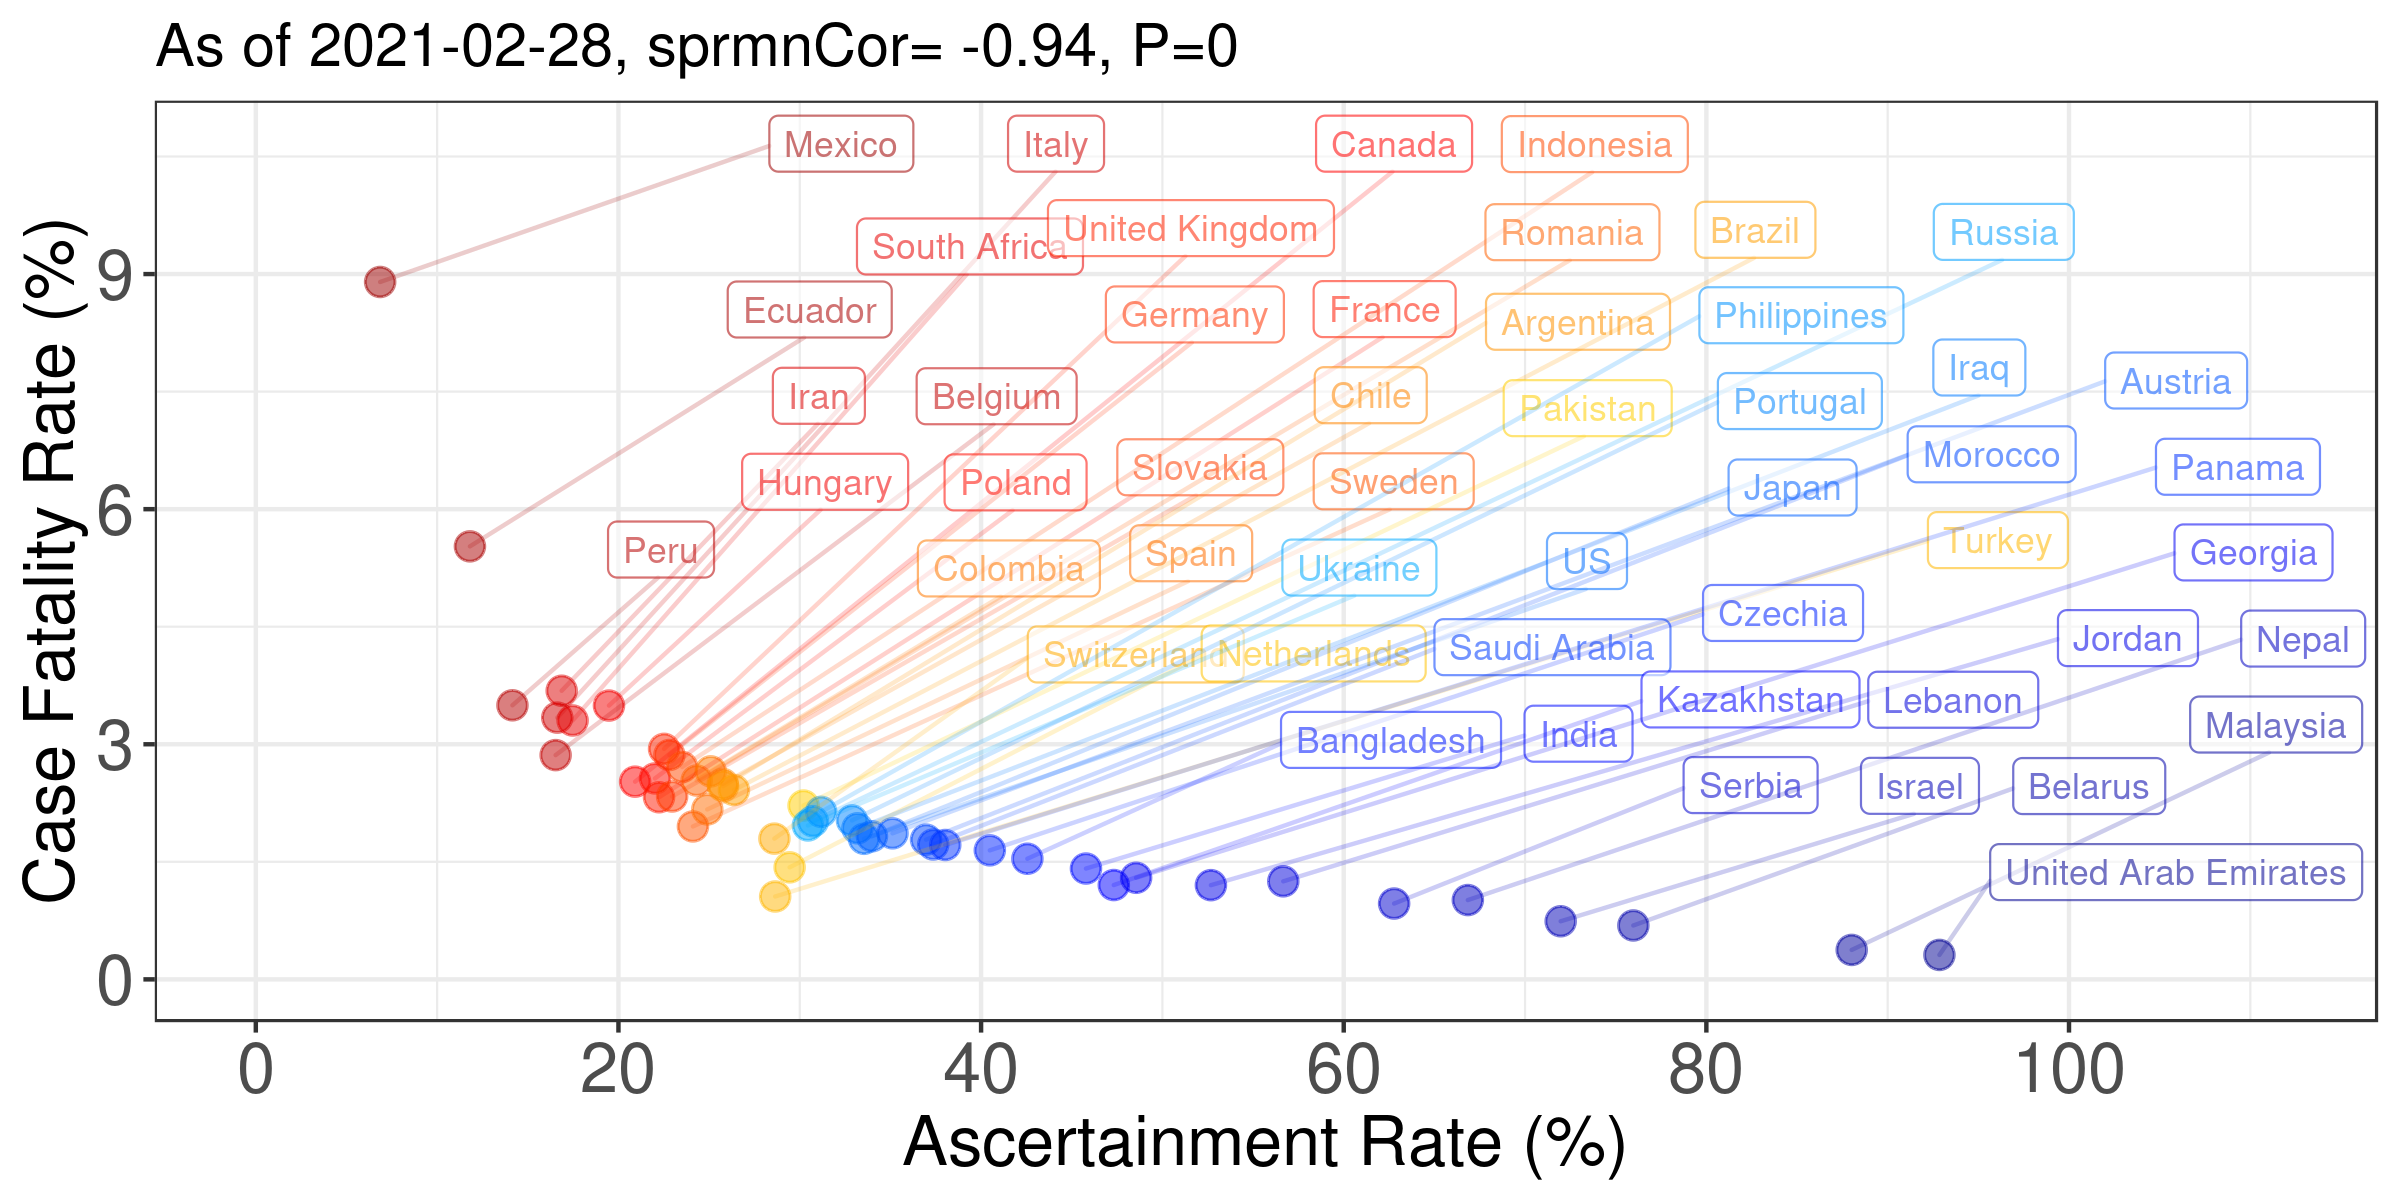 As of 2021-02-28, sprmnCor= -0.94, P=0
Case Fatality Rate (%)
9
6
3
0
Mexico
Italy
Canada
Indonesia
South Africa
United Kingdom
Romania
Brazil
Russia
Ecuador
Germany
France
Argentina
Philippines
Iran
Belgium
Chile
Pakistan
Portugal
Iraq
Austria
Hungary
Poland
Slovakia
Sweden
Japan
Morocco
Panama
Peru
Colombia
Spain
Ukraine
US
Turkey
Georgia
Switzerland
Netherlands
Saudi Arabia
Czechia
Jordan
Nepal
Bangladesh
India
Kazakhstan
Lebanon
Malaysia
Serbia
Israel
Belarus
United Arab Emirates
0
20
40
60
80
100
Ascertainment Rate (%)